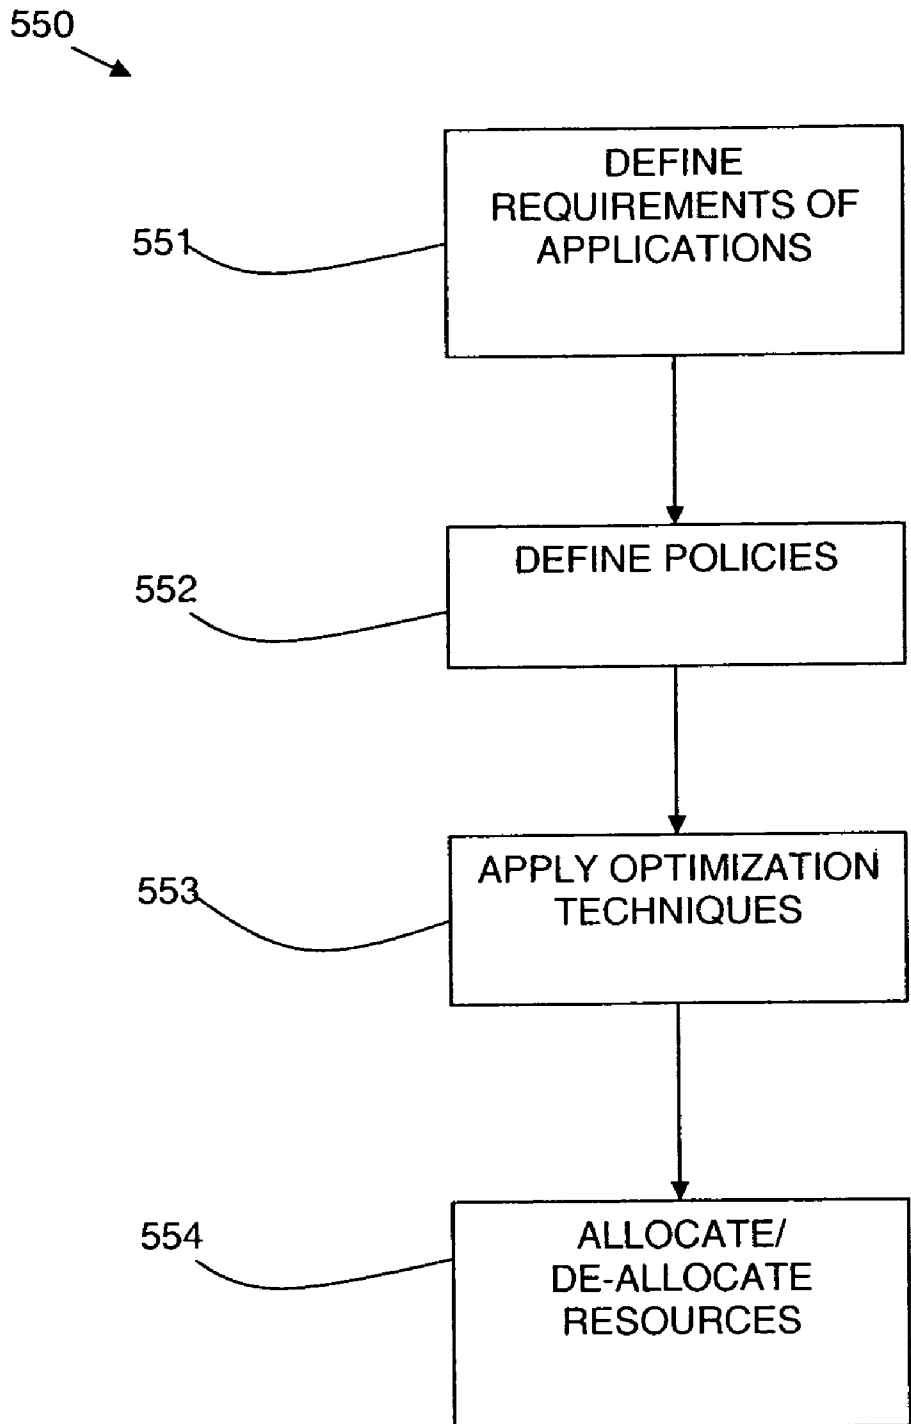 550
DEFINE
REQUIREMENTS OF
APPLICATIONS
551
DEFINE POLICIES
552
APPLY OPTIMIZATION
TECHNIQUES
553
ALLOCATE/
DE-ALLOCATE
RESOURCES
554